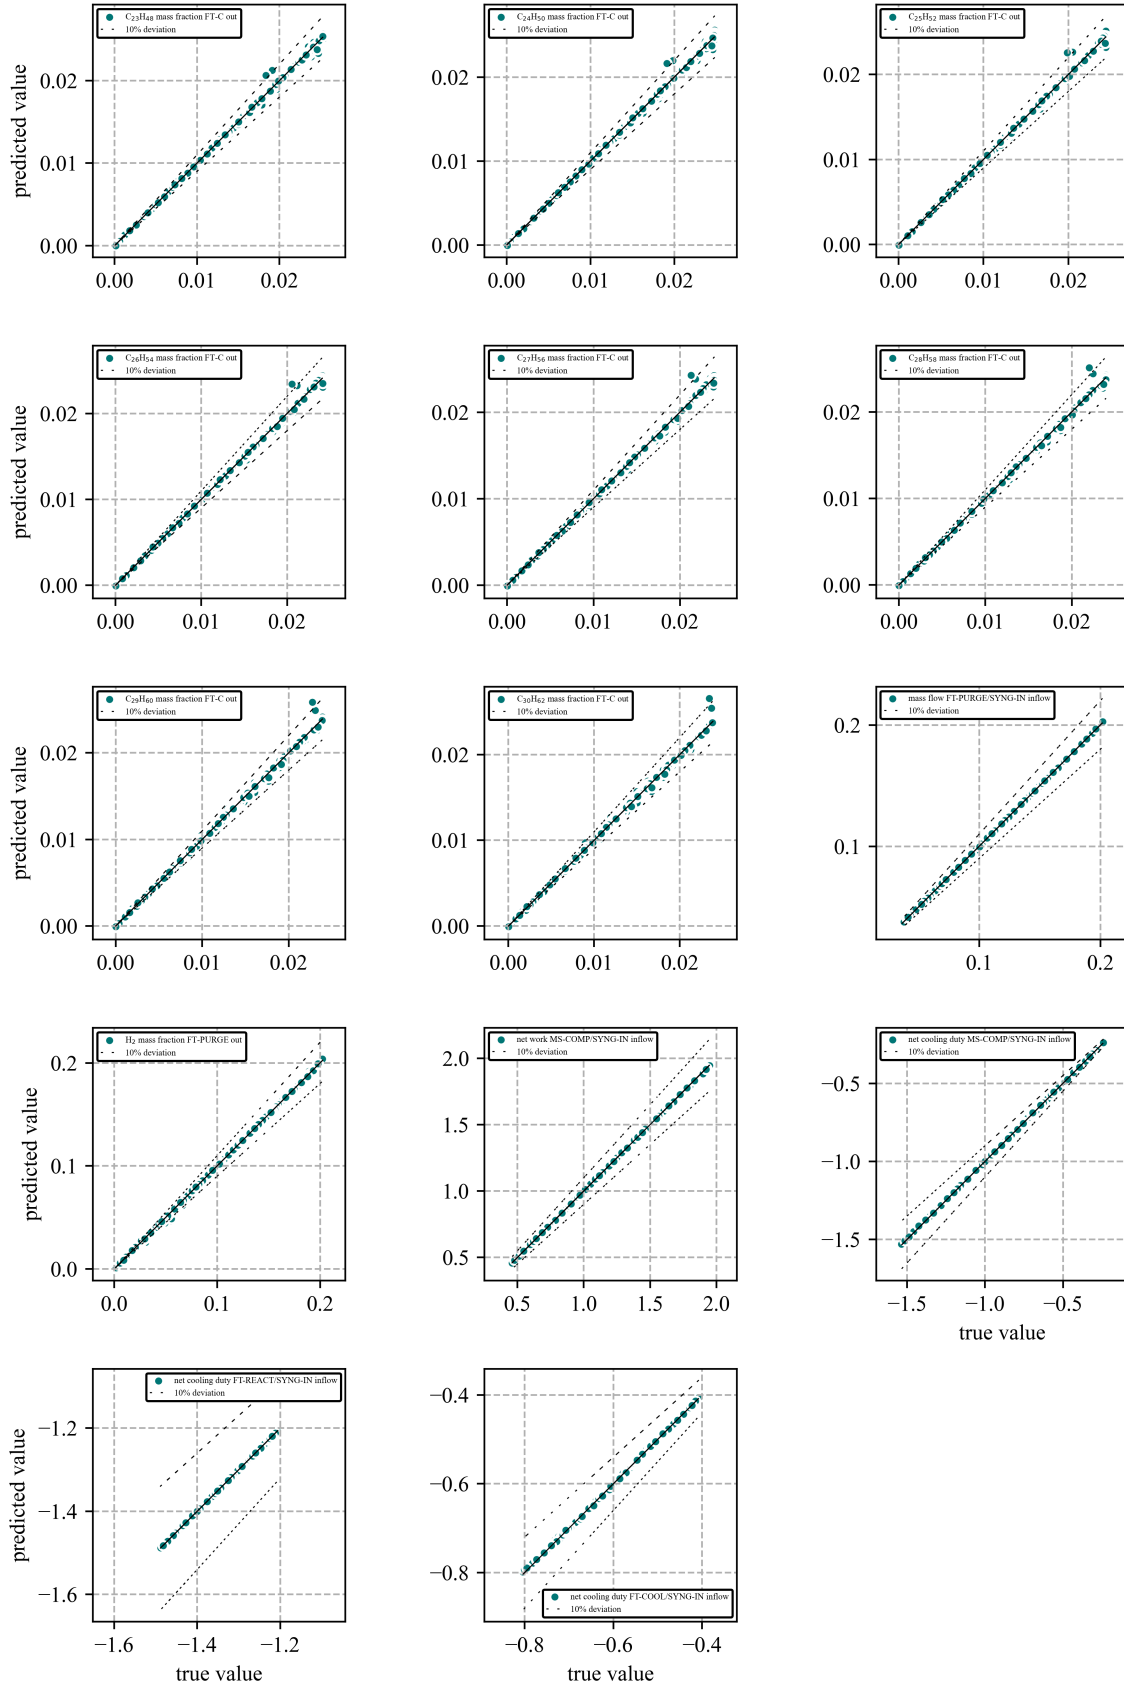 C23H48 mass fraction FT-C out
10% deviation
predicted value
0.02
0.01
0.00
0.00 0.01 0.02
C24H50 mass fraction FT-C out
10% deviation
0.02
0.01
0.00
0.00 0.01 0.02
C25H52 mass fraction FT-C out
10% deviation
0.02
0.01
0.00
0.00 0.01 0.02
C26H54 mass fraction FT-C out
10% deviation
predicted value
0.02
0.01
0.00
0.00 0.01 0.02
C27H56 mass fraction FT-C out
10% deviation
0.02
0.01
0.00
0.00 0.01 0.02
C28H58 mass fraction FT-C out
10% deviation
0.02
0.01
0.00
0.00 0.01 0.02
C29H60 mass fraction FT-C out
10% deviation
predicted value
0.02
0.01
0.00
0.00 0.01 0.02
C30H62 mass fraction FT-C out
10% deviation
0.02
0.01
0.00
0.00 0.01 0.02
mass flow FT-PURGE/SYNG-IN inflow
10% deviation
0.2
0.1
0.1 0.2
H2 mass fraction FT-PURGE out
10% deviation
predicted value
0.2
0.1
0.0
0.0 0.1 0.2
net work MS-COMP/SYNG-IN inflow
10% deviation
2.0
1.5
1.0
0.5
0.5 1.0 1.5 2.0
net cooling duty MS-COMP/SYNG-IN inflow
10% deviation
−0.5
−1.0
−1.5
−1.5 −1.0 −0.5
true value
net cooling duty FT-REACT/SYNG-IN inflow
10% deviation
predicted value
−1.2
−1.4
−1.6
−1.6 −1.4 −1.2
true value
−0.4
−0.6
−0.8
net cooling duty FT-COOL/SYNG-IN inflow
10% deviation
−0.8 −0.6 −0.4
true value